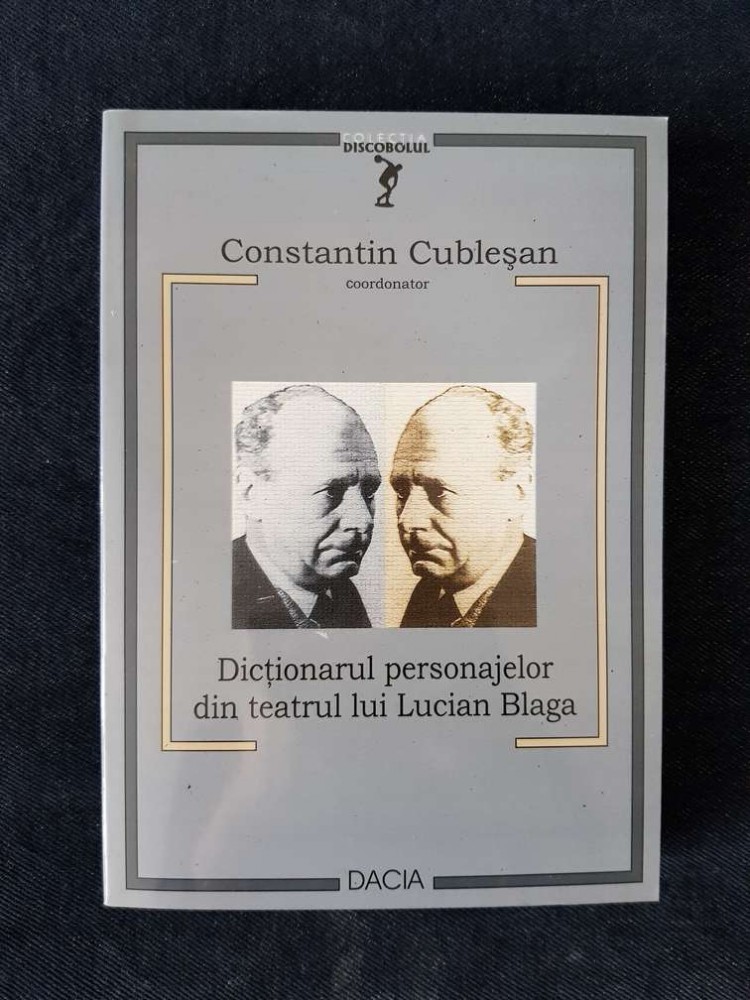 COLECȚIA
DISCOBOLUL
Constantin Cubleşan
coordonator
Dicționarul personajelor
din teatrul lui Lucian Blaga
DACIA